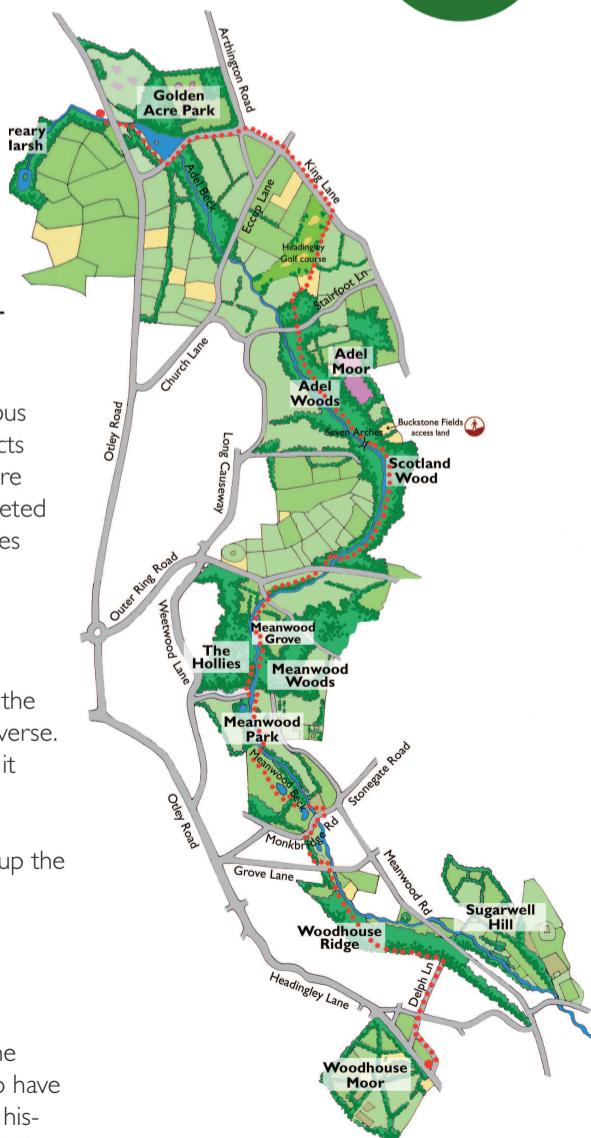 Arthington Road
Golden
Acre Park
reary
Marsh
Adel Beck
Eccup Lane
King Lane
Headingley
Golf course
Stairfoot Ln
Church Lane
Adel
Moor
Adel
Woods
Buckstone Fields
access land
Seven Arches
Otley Road
Long Causeway
Scotland
Wood
ous
cts
re
eted
es
Outer Ring Road
Weetwood Lane
Meanwood
Grove
The
Hollies
Meanwood
Woods
the
verse.
it
Meanwood
Park
Meanwood Beck
Stonegate Road
Otley Road
Monkbridge Rd
up the
Grove Lane
Meanwood Rd
Sugarwell
Hill
Woodhouse
Ridge
Delph Ln
Headingley Lane
ne
o have
his-
Woodhouse
Moor